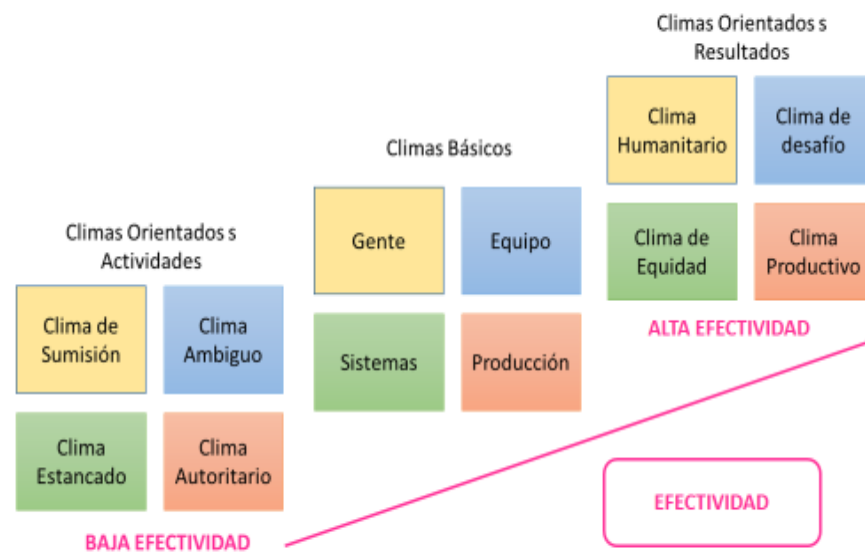 Climas Orientados s
Resultados
Clima
Humanitario
Clima de
desafío
Clima de
Equidad
Clima
Productivo
ALTA EFECTIVIDAD
Climas Básicos
Gente
Equipo
Sistemas
Producción
Climas Orientados s
Actividades
Clima de
Sumisión
Clima
Ambiguo
Clima
Estancado
Clima
Autoritario
BAJA EFECTIVIDAD
EFECTIVIDAD